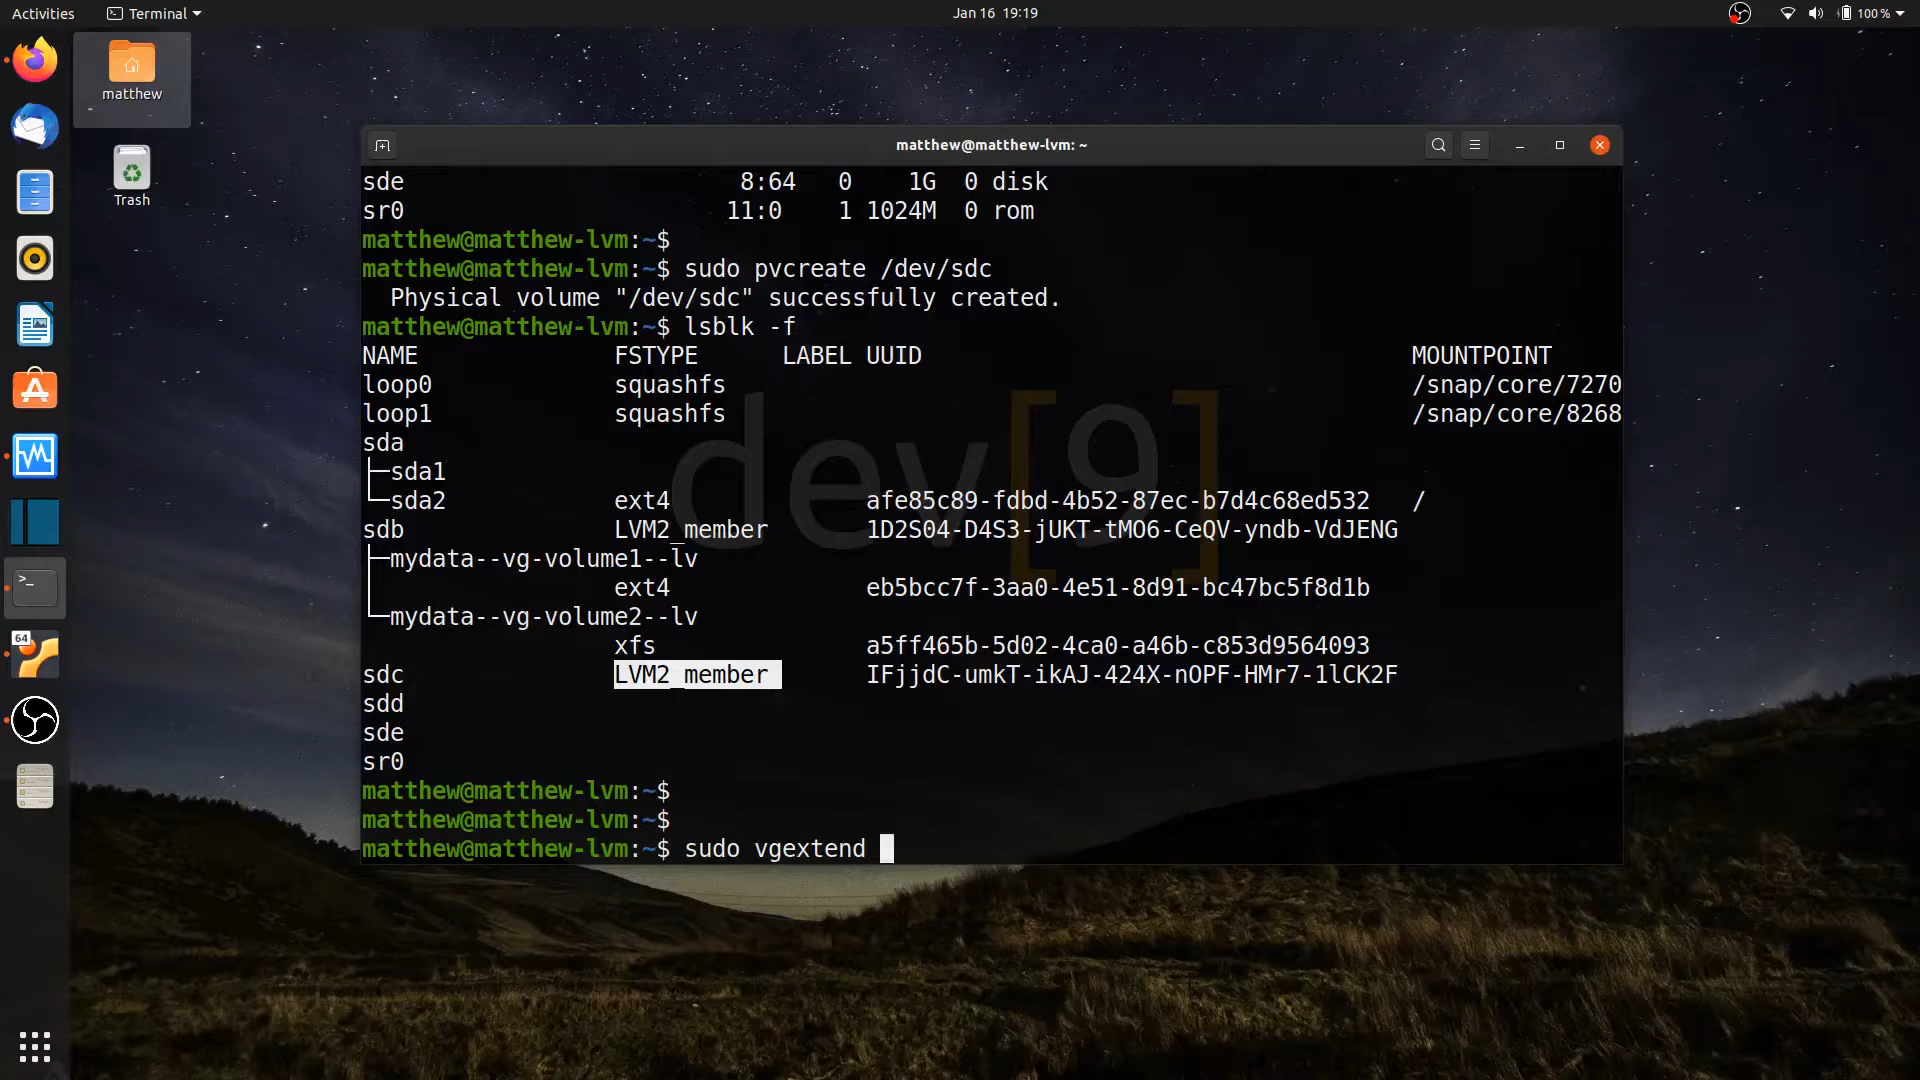 Activities Terminal Jan 16 19:19 100 %
matthew
Trash
64
matthew@matthew-lvm: ~
sde 8:64 0 1G 0 disk
sr0 11:0 1 1024M 0 rom
matthew@matthew-lvm:~$
matthew@matthew-lvm:~$ sudo pvcreate /dev/sdc
Physical volume "/dev/sdc" successfully created.
matthew@matthew-lvm:~$ lsblk -f
NAME FSTYPE LABEL UUID MOUNTPOINT
loop0 squashfs /snap/core/7270
loop1 squashfs /snap/core/8268
sda
├─sda1
└─sda2 ext4 afe85c89-fdbd-4b52-87ec-b7d4c68ed532 /
sdb LVM2_member 1D2S04-D4S3-jUKT-tMO6-CeQV-yndb-VdJENG
├─mydata--vg-volume1--lv
│ ext4 eb5bcc7f-3aa0-4e51-8d91-bc47bc5f8d1b
└─mydata--vg-volume2--lv
xfs a5ff465b-5d02-4ca0-a46b-c853d9564093
sdc LVM2_member IFjjdC-umkT-ikAJ-424X-nOPF-HMr7-1lCK2F
sdd
sde
sr0
matthew@matthew-lvm:~$
matthew@matthew-lvm:~$
matthew@matthew-lvm:~$ sudo vgextend
dev[9]